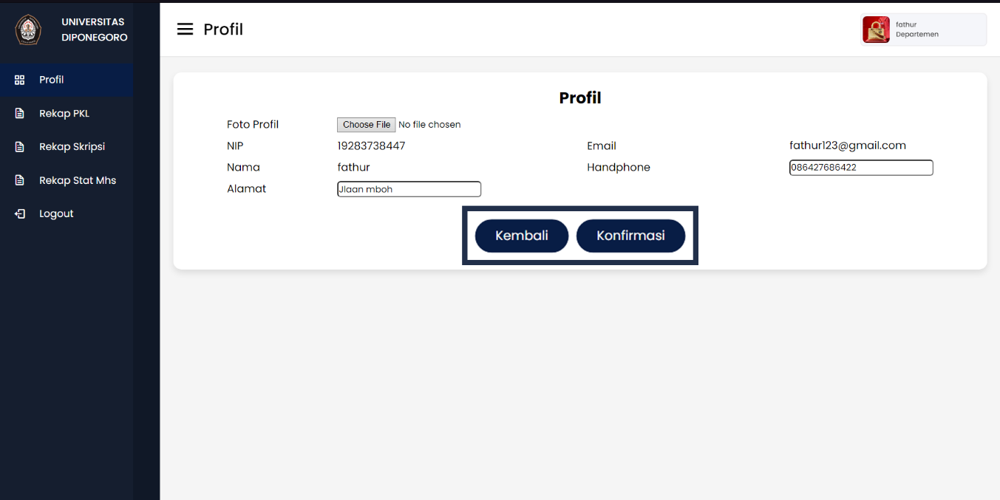 UNIVERSITAS
DIPONEGORO
Profil
Rekap PKL
Rekap Skripsi
Rekap Stat Mhs
Logout
Profil
fathur
Departemen
Profil
Foto Profil Choose File No file chosen
NIP 19283738447 Email fathur123@gmail.com
Nama fathur Handphone 086427686422
Alamat Jlaan mboh
Kembali Konfirmasi